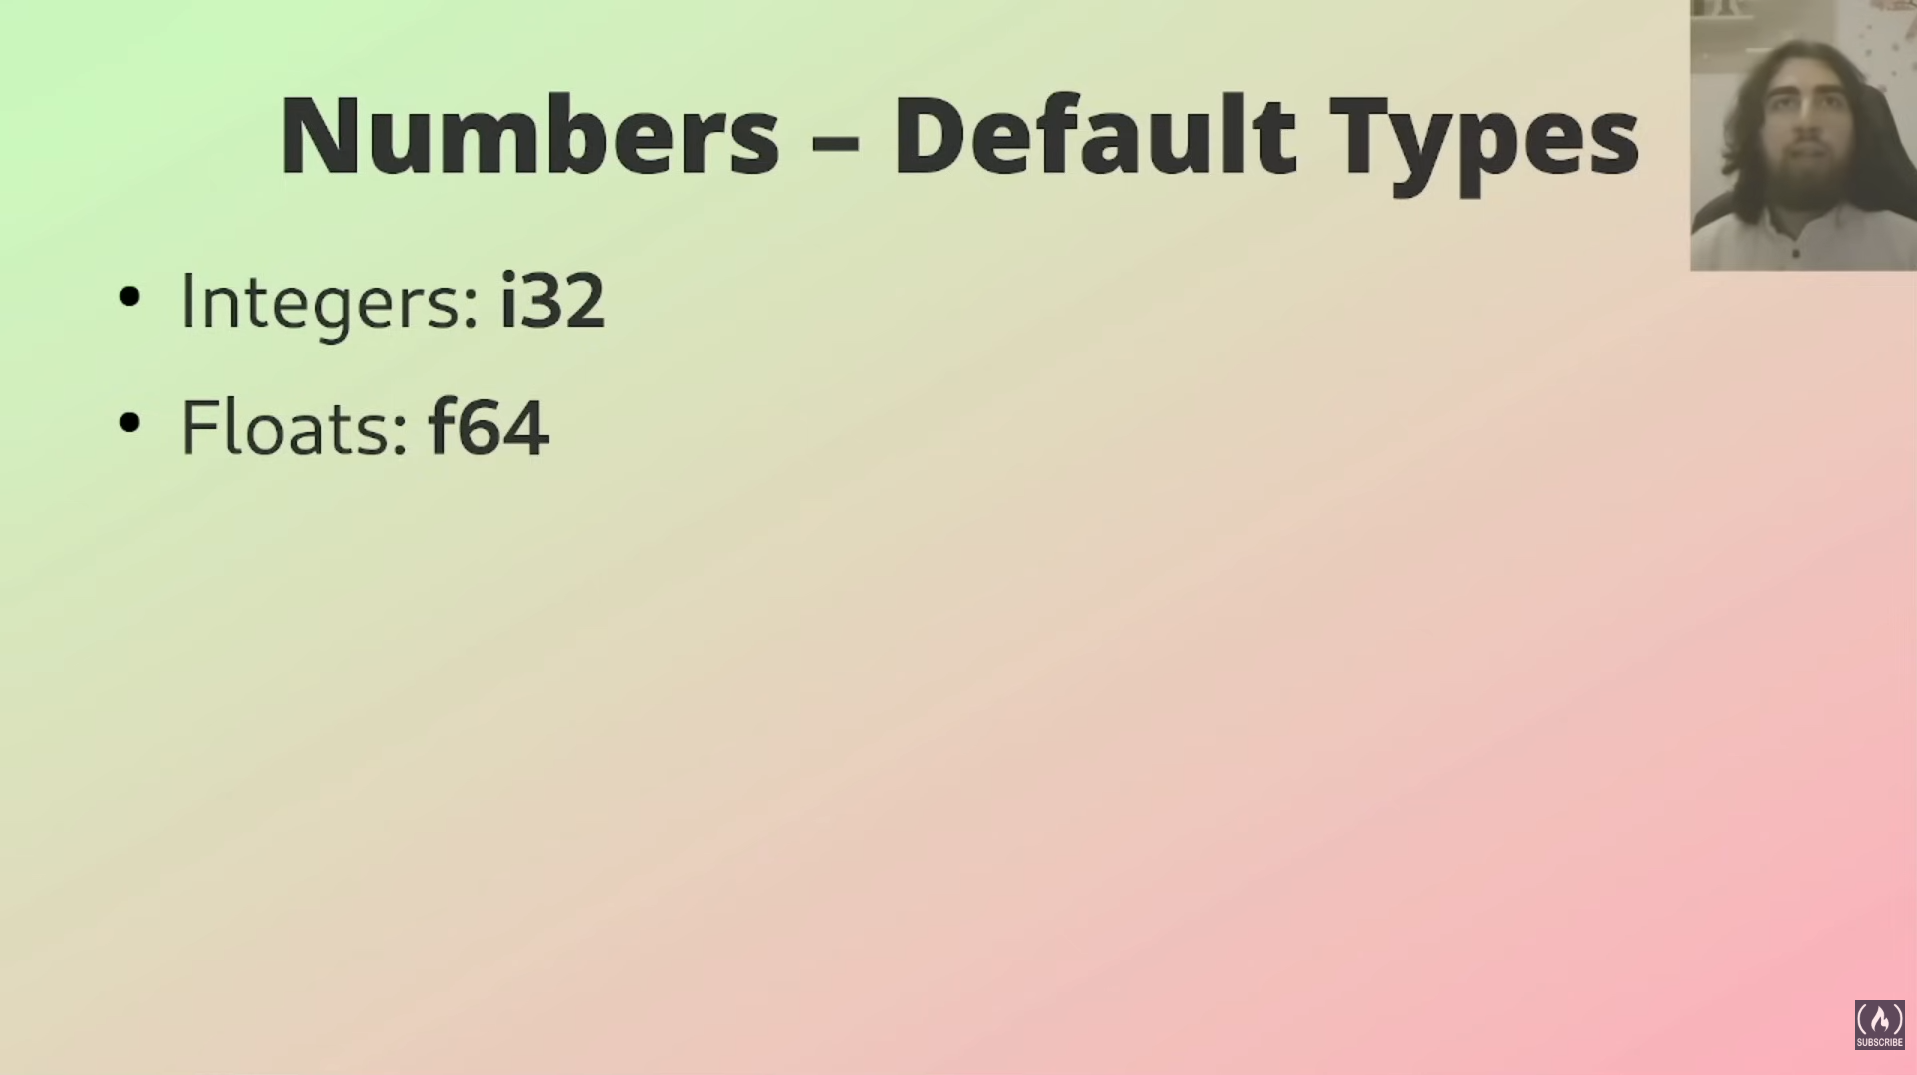 Numbers – Default Types
• Integers: i32
• Floats: f64
SUBSCRIBE